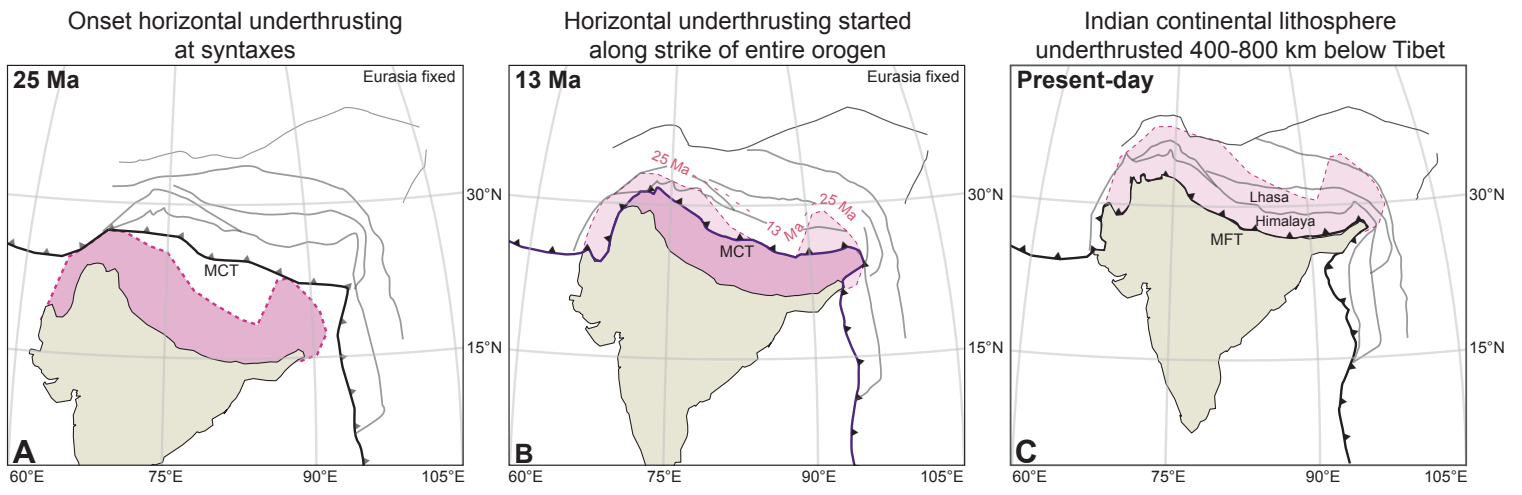 Onset horizontal underthrusting
at syntaxes
25 Ma
Eurasia fixed
MCT
A
60°E
75°E
90°E
105°E
30°N
15°N
Horizontal underthrusting started
along strike of entire orogen
13 Ma
Eurasia fixed
25 Ma
25 Ma
13 Ma
MCT
B
60°E
75°E
90°E
105°E
30°N
15°N
Indian continental lithosphere
underthrusted 400-800 km below Tibet
Present-day
Lhasa
Himalaya
MFT
C
60°E
75°E
90°E
105°E
30°N
15°N